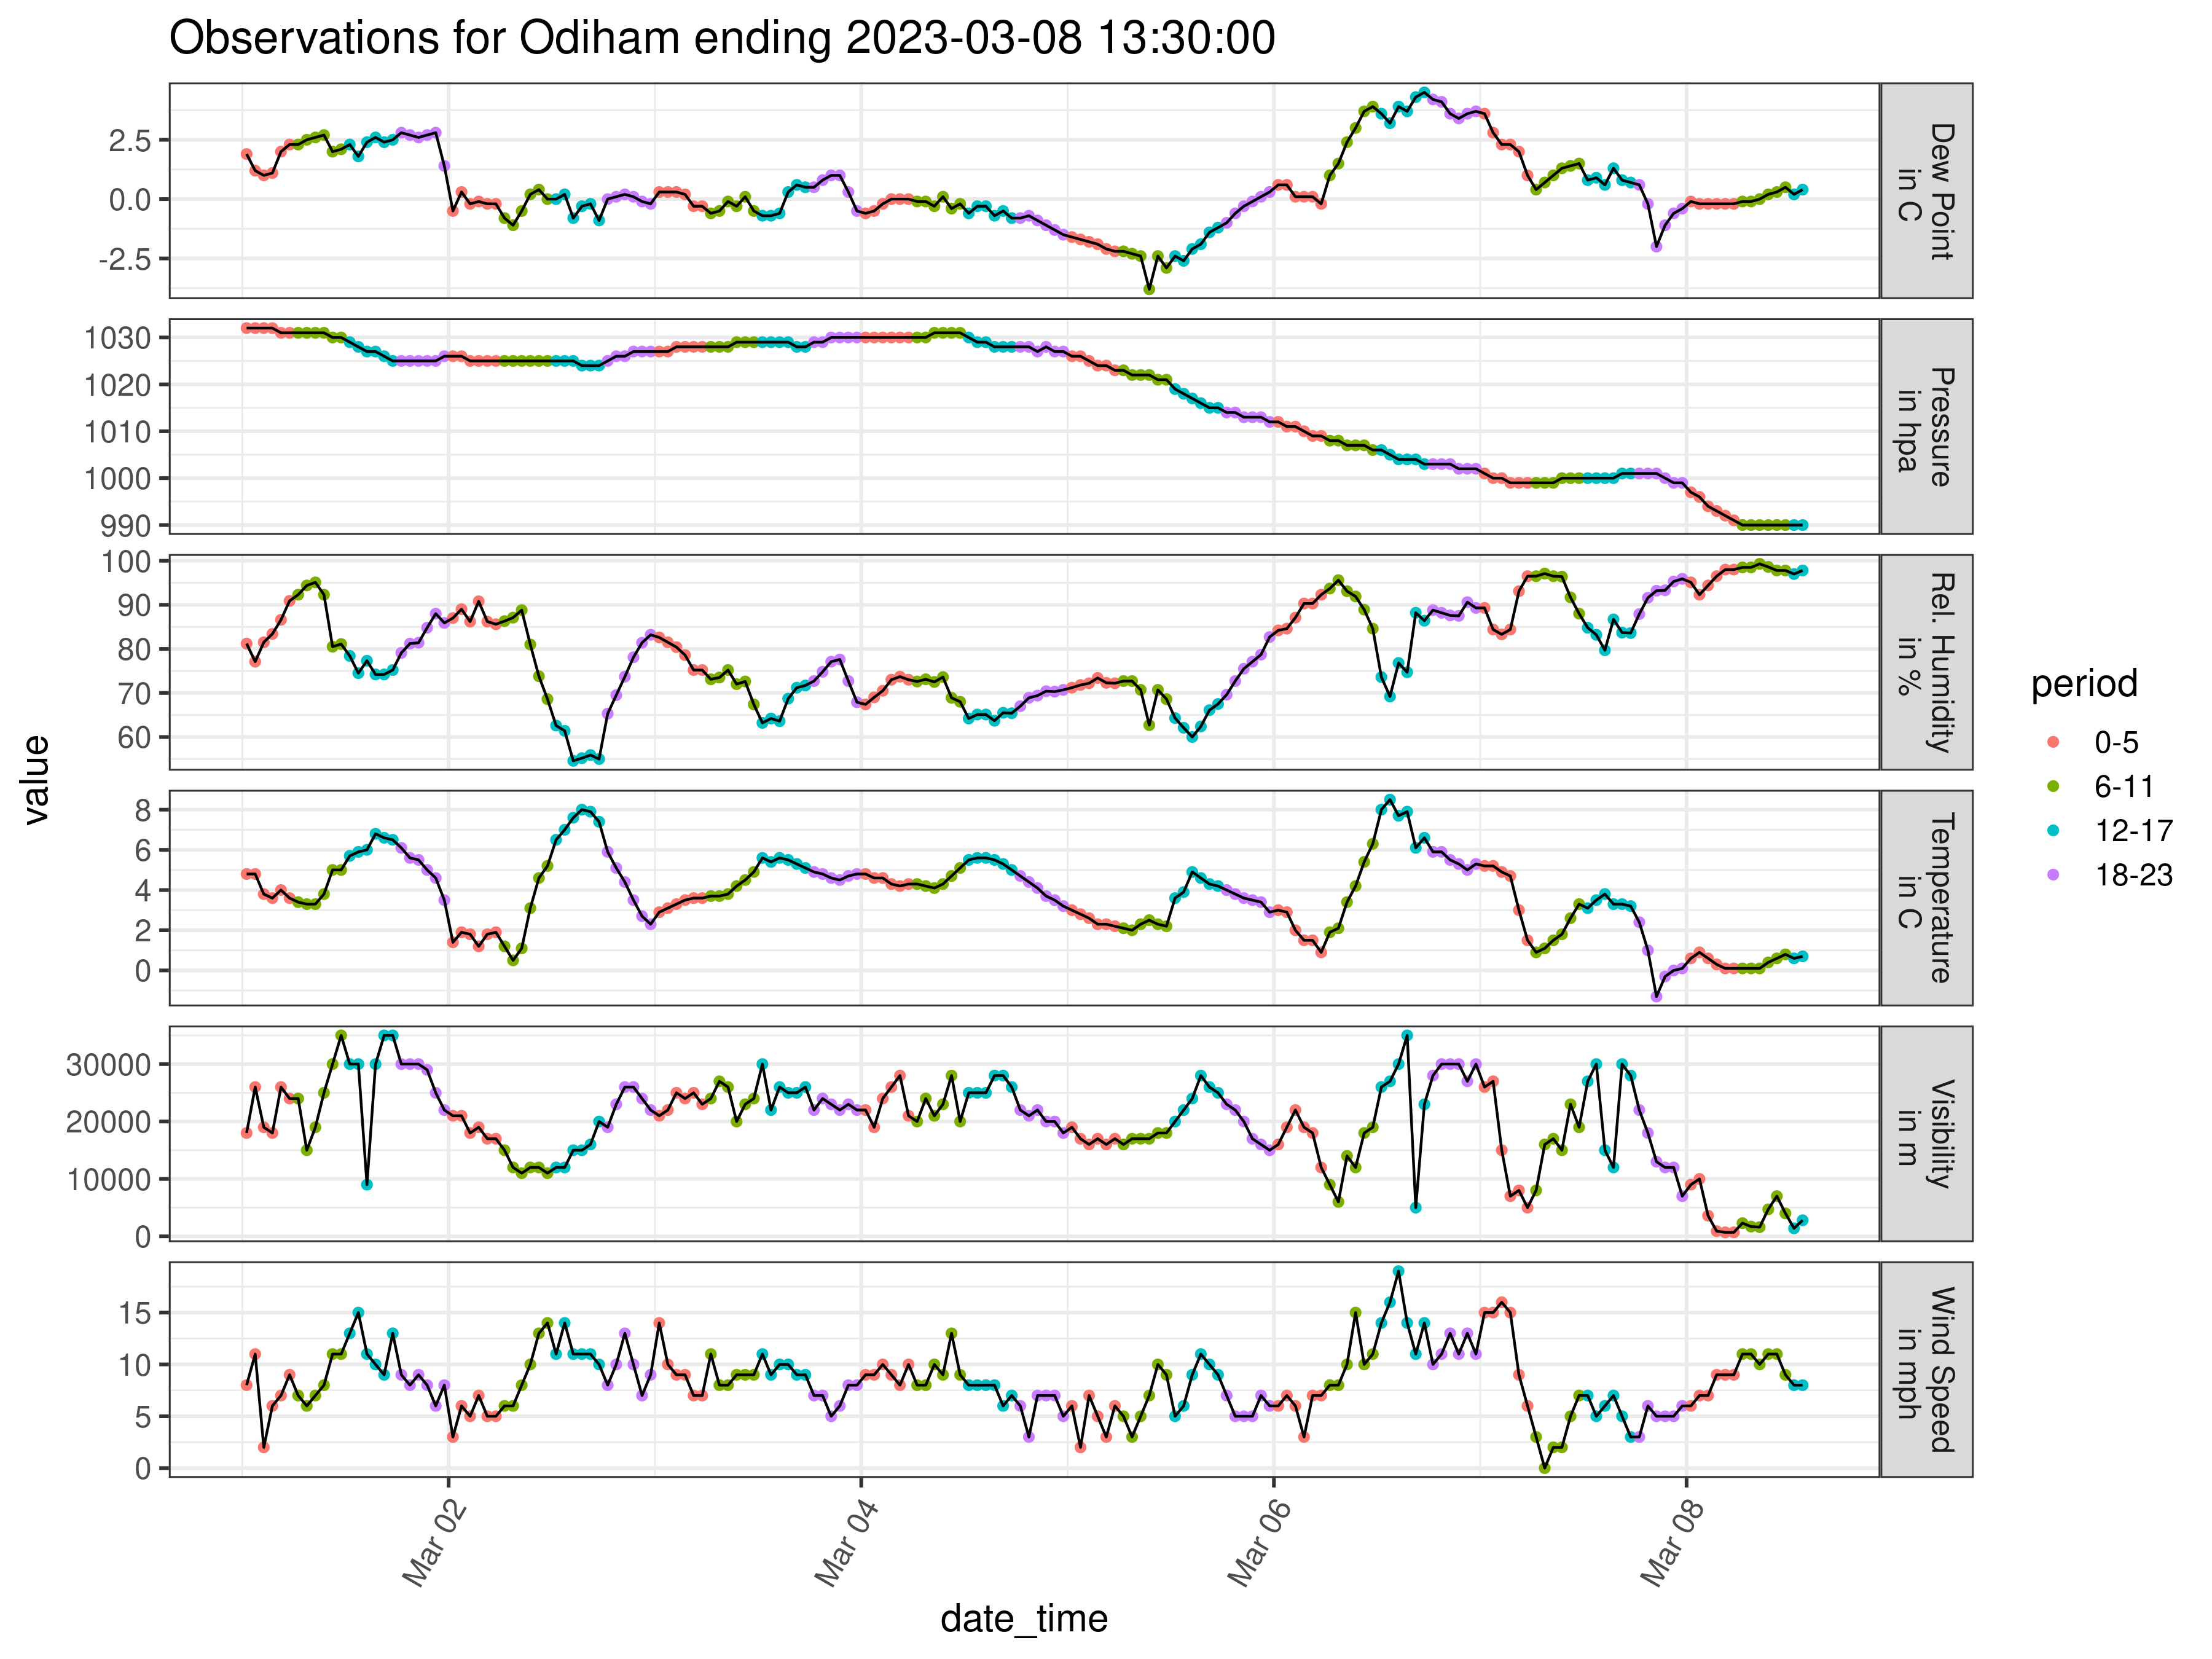 Observations for Odiham ending 2023-03-08 13:30:00
value
2.5
0.0
-2.5
Dew Point
in C
1030
1020
1010
1000
990
Pressure
in hpa
100
90
80
70
60
Rel. Humidity
in %
8
6
4
2
0
Temperature
in C
30000
20000
10000
0
Visibility
in m
15
10
5
0
Wind Speed
in mph
Mar 02
Mar 04
Mar 06
Mar 08
date_time
period
0-5
6-11
12-17
18-23